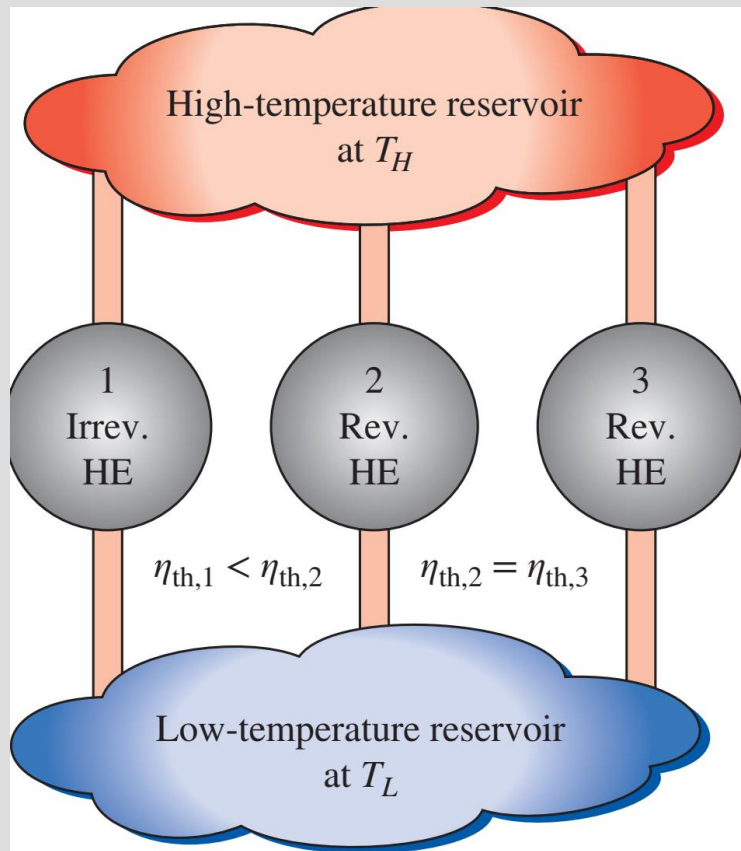 High-temperature reservoir
at T_H
1
Irrev.
HE
2
Rev.
HE
3
Rev.
HE
η_th,1 < η_th,2
η_th,2 = η_th,3
Low-temperature reservoir
at T_L